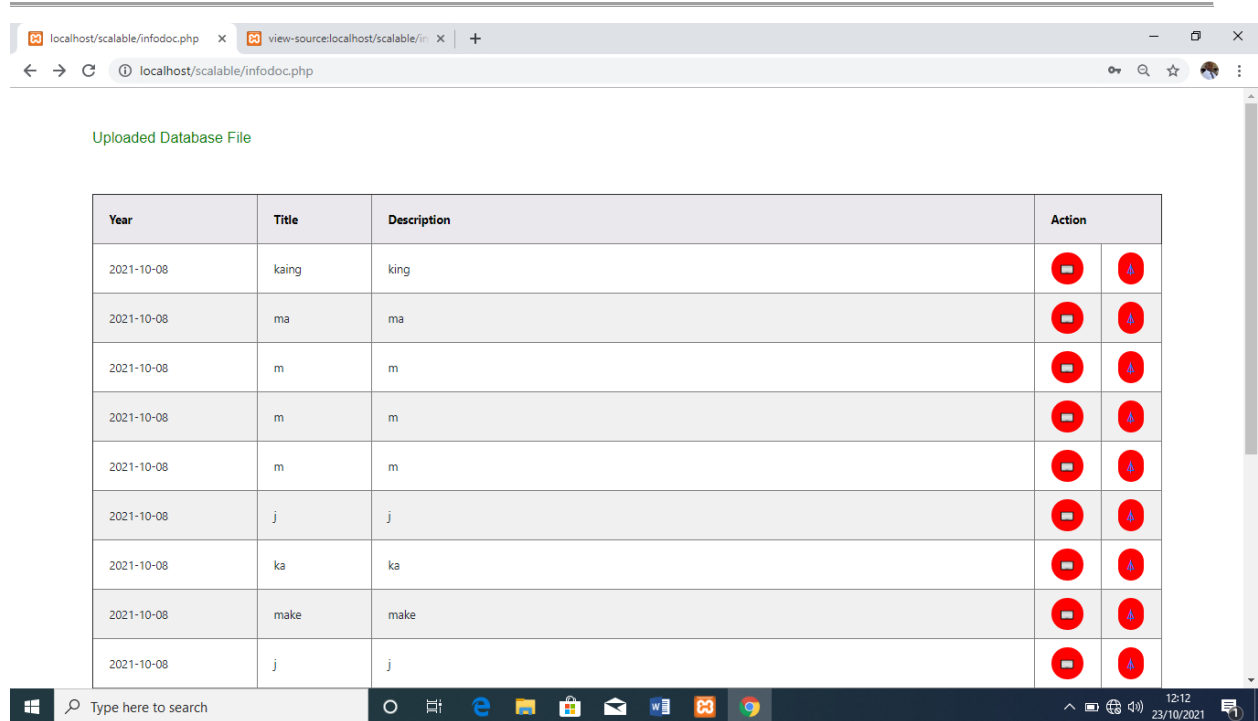 localhost/scalable/infodoc.php
view-source:localhost/scalable/in
localhost/scalable/infodoc.php
Uploaded Database File
Year Title Description Action
2021-10-08 kaing king
2021-10-08 ma ma
2021-10-08 m m
2021-10-08 m m
2021-10-08 m m
2021-10-08 j j
2021-10-08 ka ka
2021-10-08 make make
2021-10-08 j j
Type here to search
12:12
23/10/2021
1